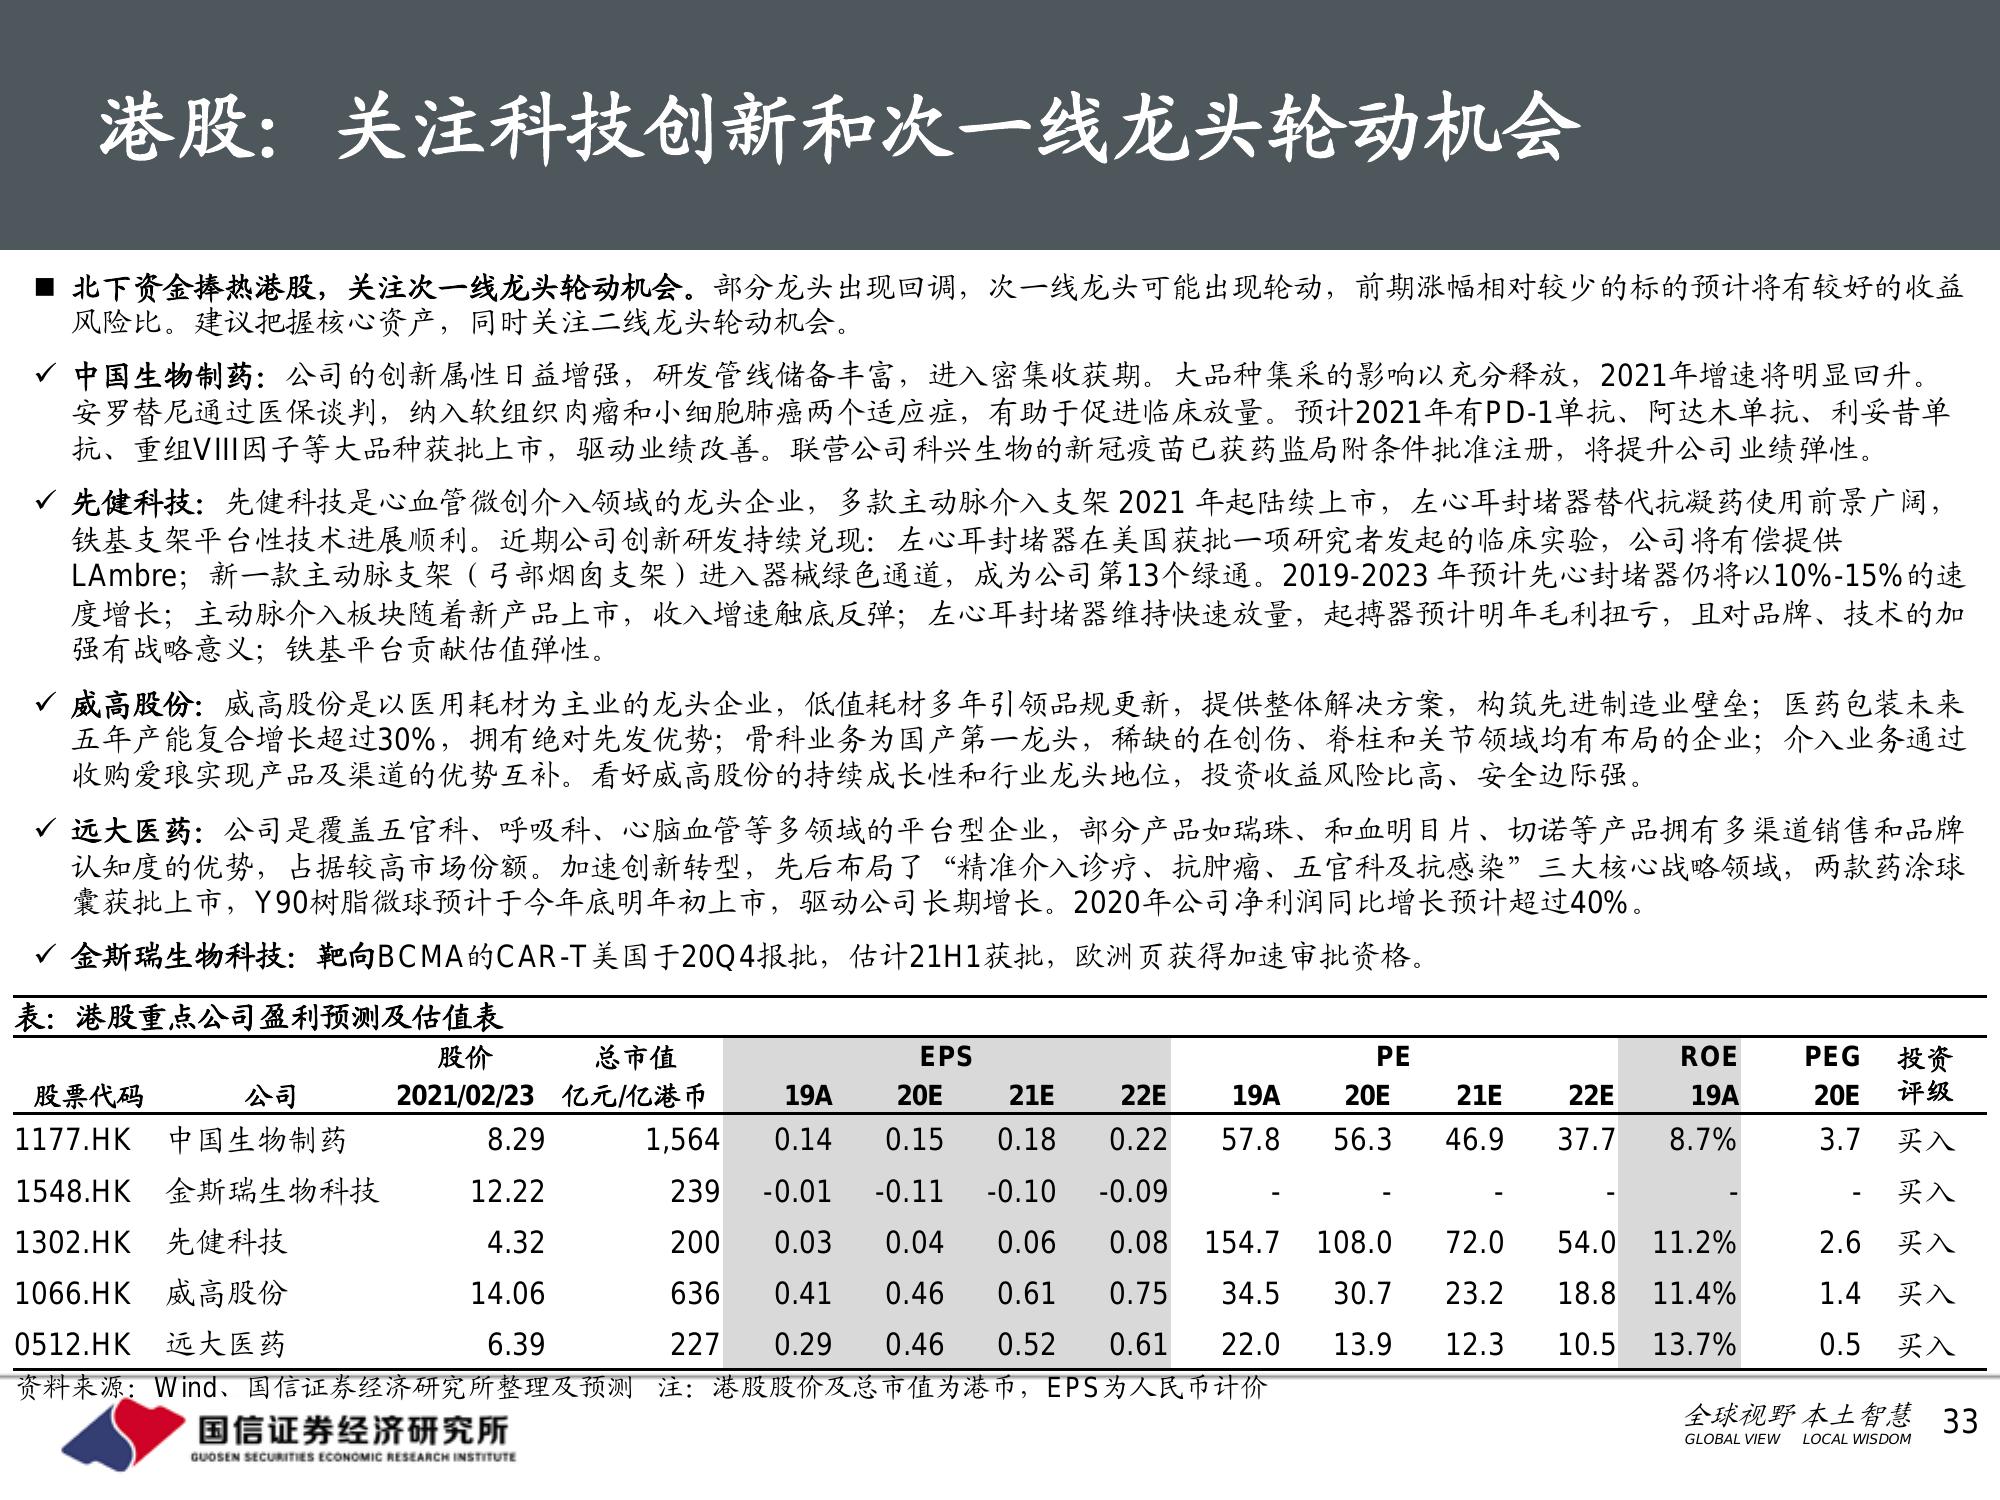 港股：关注科技创新和次一线龙头轮动机会
■ 北下资金捧热港股，关注次一线龙头轮动机会。部分龙头出现回调，次一线龙头可能出现轮动，前期涨幅相对较少的标的预计将有较好的收益
风险比。建议把握核心资产，同时关注二线龙头轮动机会。
✓ 中国生物制药：公司的创新属性日益增强，研发管线储备丰富，进入密集收获期。大品种集采的影响以充分释放，2021年增速将明显回升。
安罗替尼通过医保谈判，纳入软组织肉瘤和小细胞肺癌两个适应症，有助于促进临床放量。预计2021年有PD-1单抗、阿达木单抗、利妥昔单
抗、重组VIII因子等大品种获批上市，驱动业绩改善。联营公司科兴生物的新冠疫苗已获药监局附条件批准注册，将提升公司业绩弹性。
✓ 先健科技：先健科技是心血管微创介入领域的龙头企业，多款主动脉介入支架 2021 年起陆续上市，左心耳封堵器替代抗凝药使用前景广阔，
铁基支架平台性技术进展顺利。近期公司创新研发持续兑现：左心耳封堵器在美国获批一项研究者发起的临床实验，公司将有偿提供
LAmbre；新一款主动脉支架（弓部烟囱支架）进入器械绿色通道，成为公司第13个绿通。2019-2023 年预计先心封堵器仍将以10%-15%的速
度增长；主动脉介入板块随着新产品上市，收入增速触底反弹；左心耳封堵器维持快速放量，起搏器预计明年毛利扭亏，且对品牌、技术的加
强有战略意义；铁基平台贡献估值弹性。
✓ 威高股份：威高股份是以医用耗材为主业的龙头企业，低值耗材多年引领品规更新，提供整体解决方案，构筑先进制造业壁垒；医药包装未来
五年产能复合增长超过30%，拥有绝对先发优势；骨科业务为国产第一龙头，稀缺的在创伤、脊柱和关节领域均有布局的企业；介入业务通过
收购爱琅实现产品及渠道的优势互补。看好威高股份的持续成长性和行业龙头地位，投资收益风险比高、安全边际强。
✓ 远大医药：公司是覆盖五官科、呼吸科、心脑血管等多领域的平台型企业，部分产品如瑞珠、和血明目片、切诺等产品拥有多渠道销售和品牌
认知度的优势，占据较高市场份额。加速创新转型，先后布局了“精准介入诊疗、抗肿瘤、五官科及抗感染”三大核心战略领域，两款药涂球
囊获批上市，Y90树脂微球预计于今年底明年初上市，驱动公司长期增长。2020年公司净利润同比增长预计超过40%。
✓ 金斯瑞生物科技：靶向BCMA的CAR-T美国于20Q4报批，估计21H1获批，欧洲页获得加速审批资格。
表：港股重点公司盈利预测及估值表
股价 总市值 EPS PE ROE PEG 投资
股票代码 公司 2021/02/23 亿元/亿港币 19A 20E 21E 22E 19A 20E 21E 22E 19A 20E 评级
1177.HK 中国生物制药 8.29 1,564 0.14 0.15 0.18 0.22 57.8 56.3 46.9 37.7 8.7% 3.7 买入
1548.HK 金斯瑞生物科技 12.22 239 -0.01 -0.11 -0.10 -0.09 - - - - - - 买入
1302.HK 先健科技 4.32 200 0.03 0.04 0.06 0.08 154.7 108.0 72.0 54.0 11.2% 2.6 买入
1066.HK 威高股份 14.06 636 0.41 0.46 0.61 0.75 34.5 30.7 23.2 18.8 11.4% 1.4 买入
0512.HK 远大医药 6.39 227 0.29 0.46 0.52 0.61 22.0 13.9 12.3 10.5 13.7% 0.5 买入
资料来源：Wind、国信证券经济研究所整理及预测 注：港股股价及总市值为港币，EPS为人民币计价
国信证券经济研究所
GUOSEN SECURITIES ECONOMIC RESEARCH INSTITUTE
全球视野 本土智慧
GLOBAL VIEW LOCAL WISDOM
33